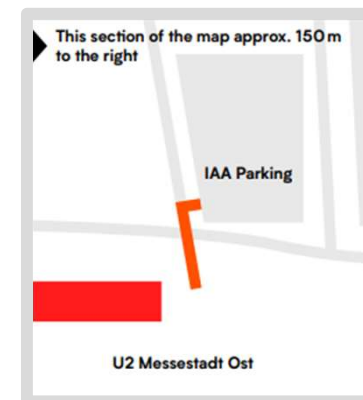 This section of the map approx. 150 m
to the right
IAA Parking
U2 Messestadt Ost